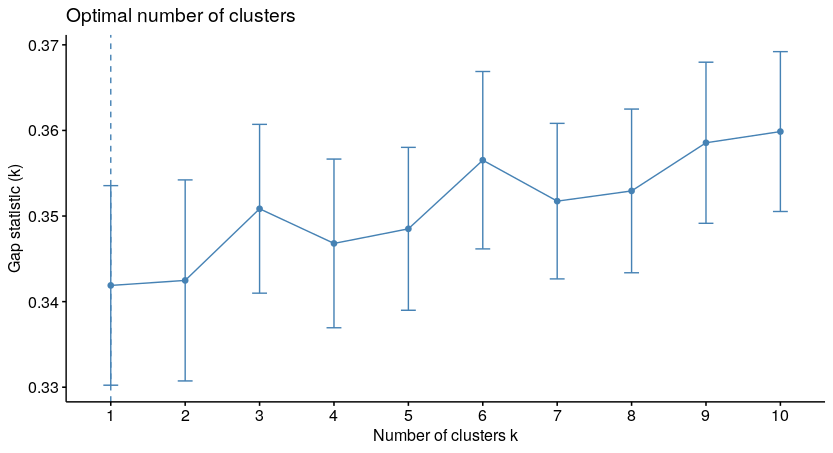 Optimal number of clusters
0.37
0.36
0.35
0.34
0.33
Gap statistic (k)
1 2 3 4 5 6 7 8 9 10
Number of clusters k